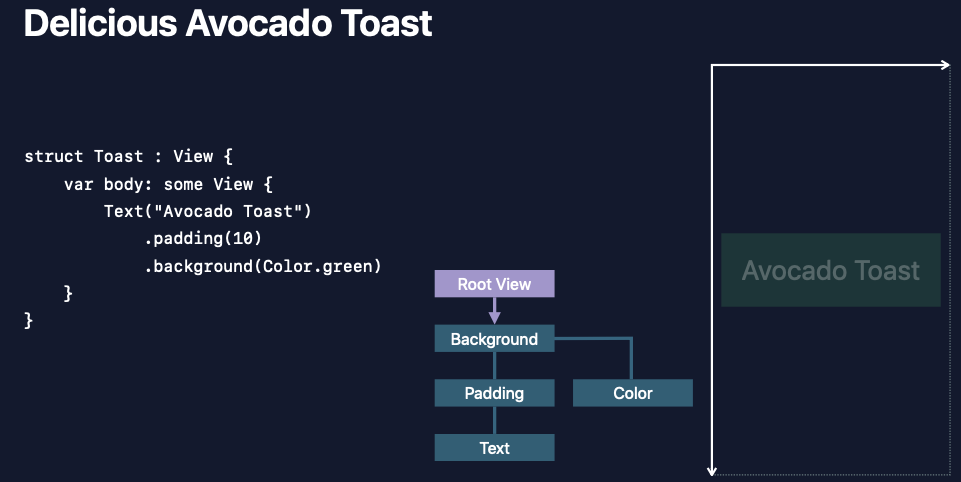 Delicious Avocado Toast
struct Toast : View {
    var body: some View {
        Text("Avocado Toast")
            .padding(10)
            .background(Color.green)
    }
}
Root View
Background
Padding
Color
Text
Avocado Toast